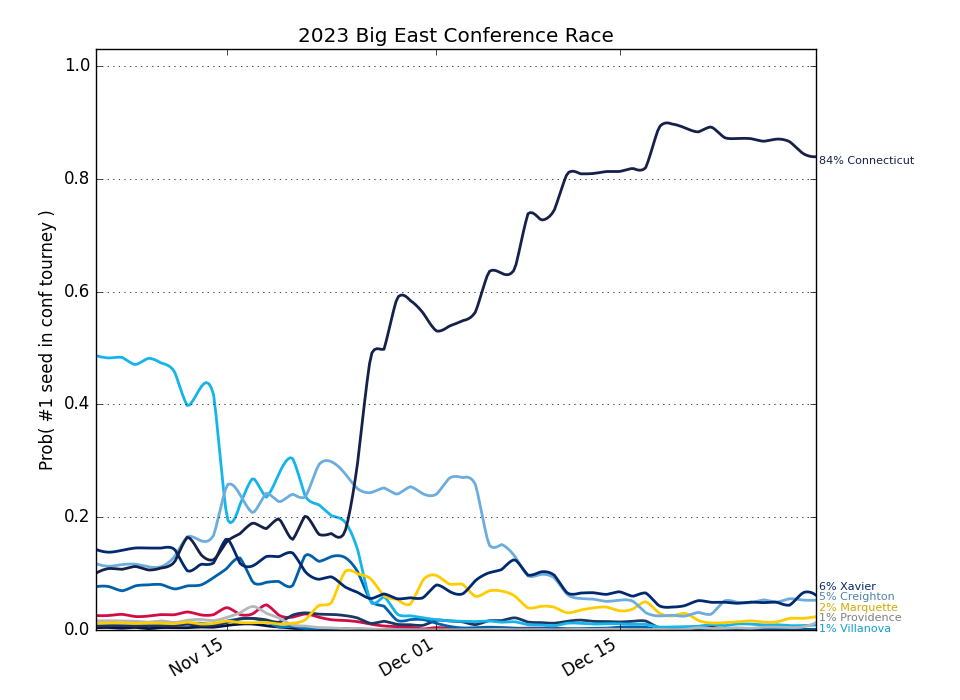 2023 Big East Conference Race
Prob( #1 seed in conf tourney )
1.0
0.8
0.6
0.4
0.2
0.0
Nov 15
Dec 01
Dec 15
84% Connecticut
6% Xavier
5% Creighton
2% Marquette
1% Providence
1% Villanova